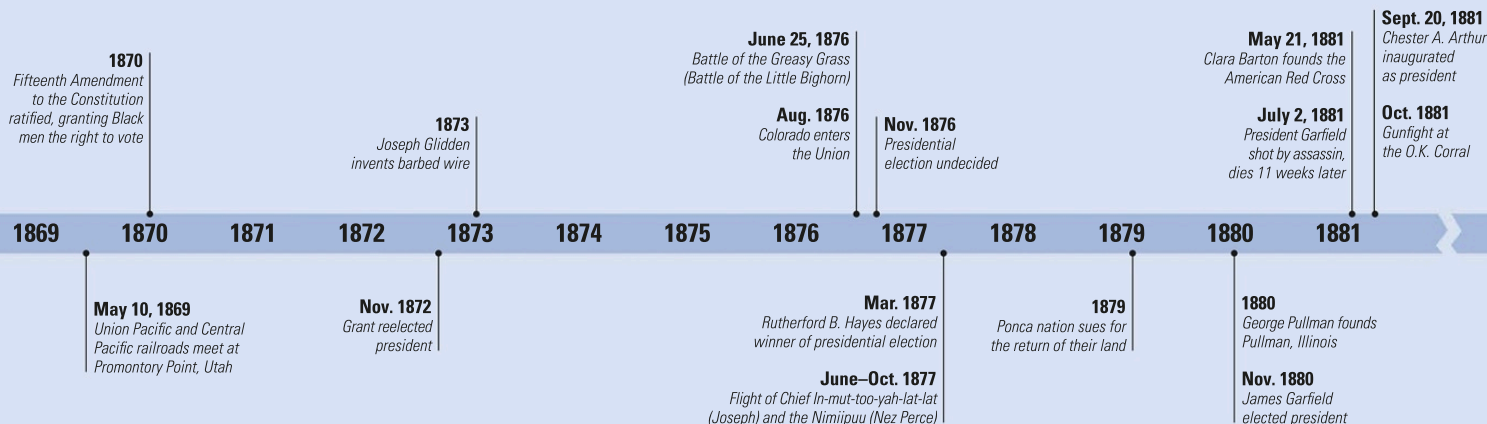 1870
Fifteenth Amendment
to the Constitution
ratified, granting Black
men the right to vote
1873
Joseph Glidden
invents barbed wire
June 25, 1876
Battle of the Greasy Grass
(Battle of the Little Bighorn)
Aug. 1876
Colorado enters
the Union
Nov. 1876
Presidential
election undecided
May 21, 1881
Clara Barton founds the
American Red Cross
July 2, 1881
President Garfield
shot by assassin,
dies 11 weeks later
Sept. 20, 1881
Chester A. Arthur
inaugurated
as president
Oct. 1881
Gunfight at
the O.K. Corral
1869 1870 1871 1872 1873 1874 1875 1876 1877 1878 1879 1880 1881
May 10, 1869
Union Pacific and Central
Pacific railroads meet at
Promontory Point, Utah
Nov. 1872
Grant reelected
president
Mar. 1877
Rutherford B. Hayes declared
winner of presidential election
June–Oct. 1877
Flight of Chief In-mut-too-yah-lat-lat
(Joseph) and the Nimiipuu (Nez Perce)
1879
Ponca nation sues for
the return of their land
1880
George Pullman founds
Pullman, Illinois
Nov. 1880
James Garfield
elected president